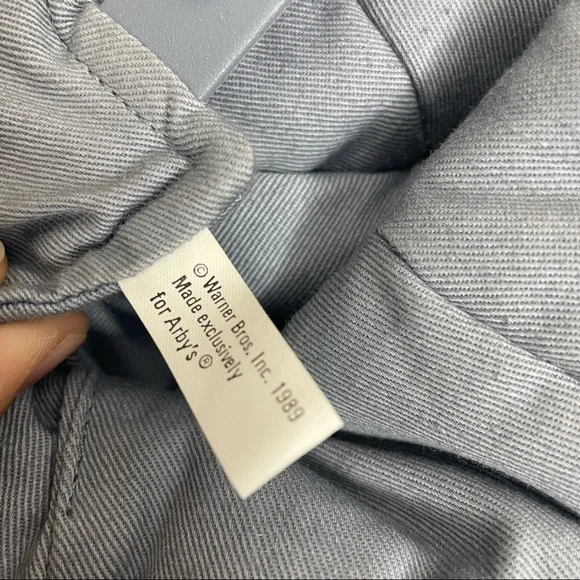 © Warner Bros. Inc. 1989
Made exclusively
for Arby's ®